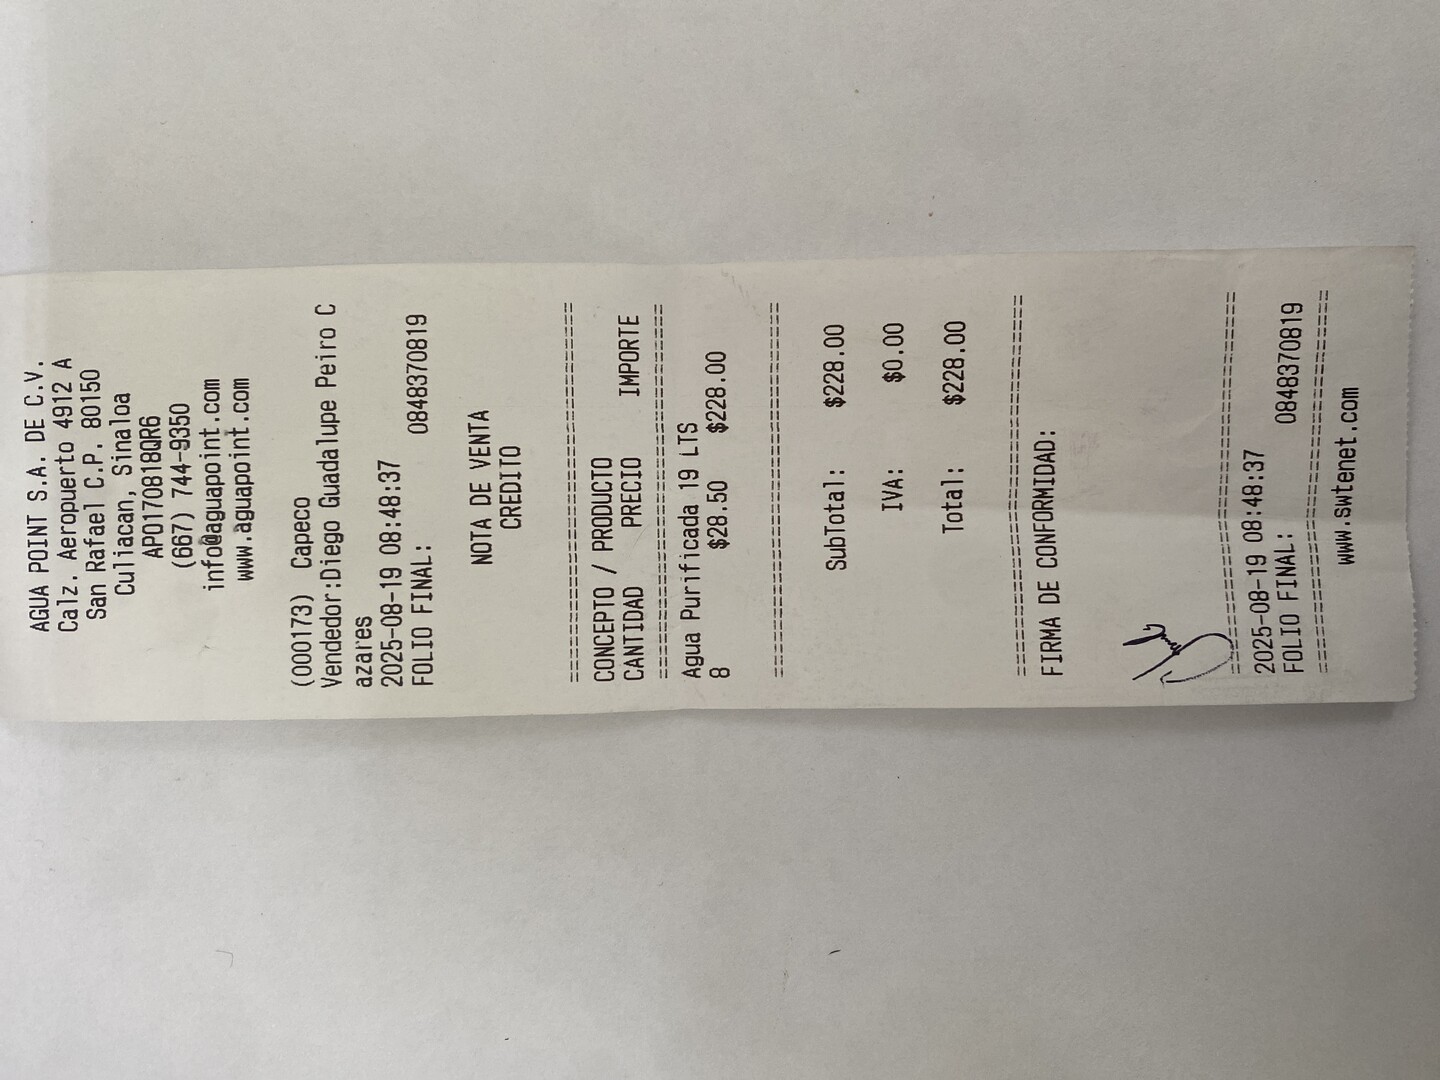 AGUA POINT S.A. DE C.V.
Calz. Aeropuerto 4912 A
San Rafael C.P. 80150
Culiacan, Sinaloa
APO170818QR6
(667) 744-9350
info@aguapoint.com
www.aguapoint.com
(000173) Capeco
Vendedor:Diego Guadalupe Peiro C
azares
2025-08-19 08:48:37
FOLIO FINAL: 0848370819
NOTA DE VENTA
CREDITO
================================
CONCEPTO / PRODUCTO
CANTIDAD PRECIO IMPORTE
================================
Agua Purificada 19 LTS
8 $28.50 $228.00
================================
SubTotal: $228.00
IVA: $0.00
Total: $228.00
================================
FIRMA DE CONFORMIDAD:
================================
2025-08-19 08:48:37
FOLIO FINAL: 0848370819
================================
www.swtenet.com